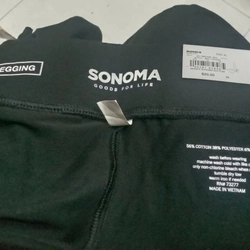 EGGING
SONOMA
GOODS FOR LIFE
SONOMA
56% COTTON 38% POLYESTER 6%
wash before wearing
machine wash cold with like c
only non-chlorine bleach when
tumble dry low
warm iron if needed
RN# 73277
MADE IN VIETNAM